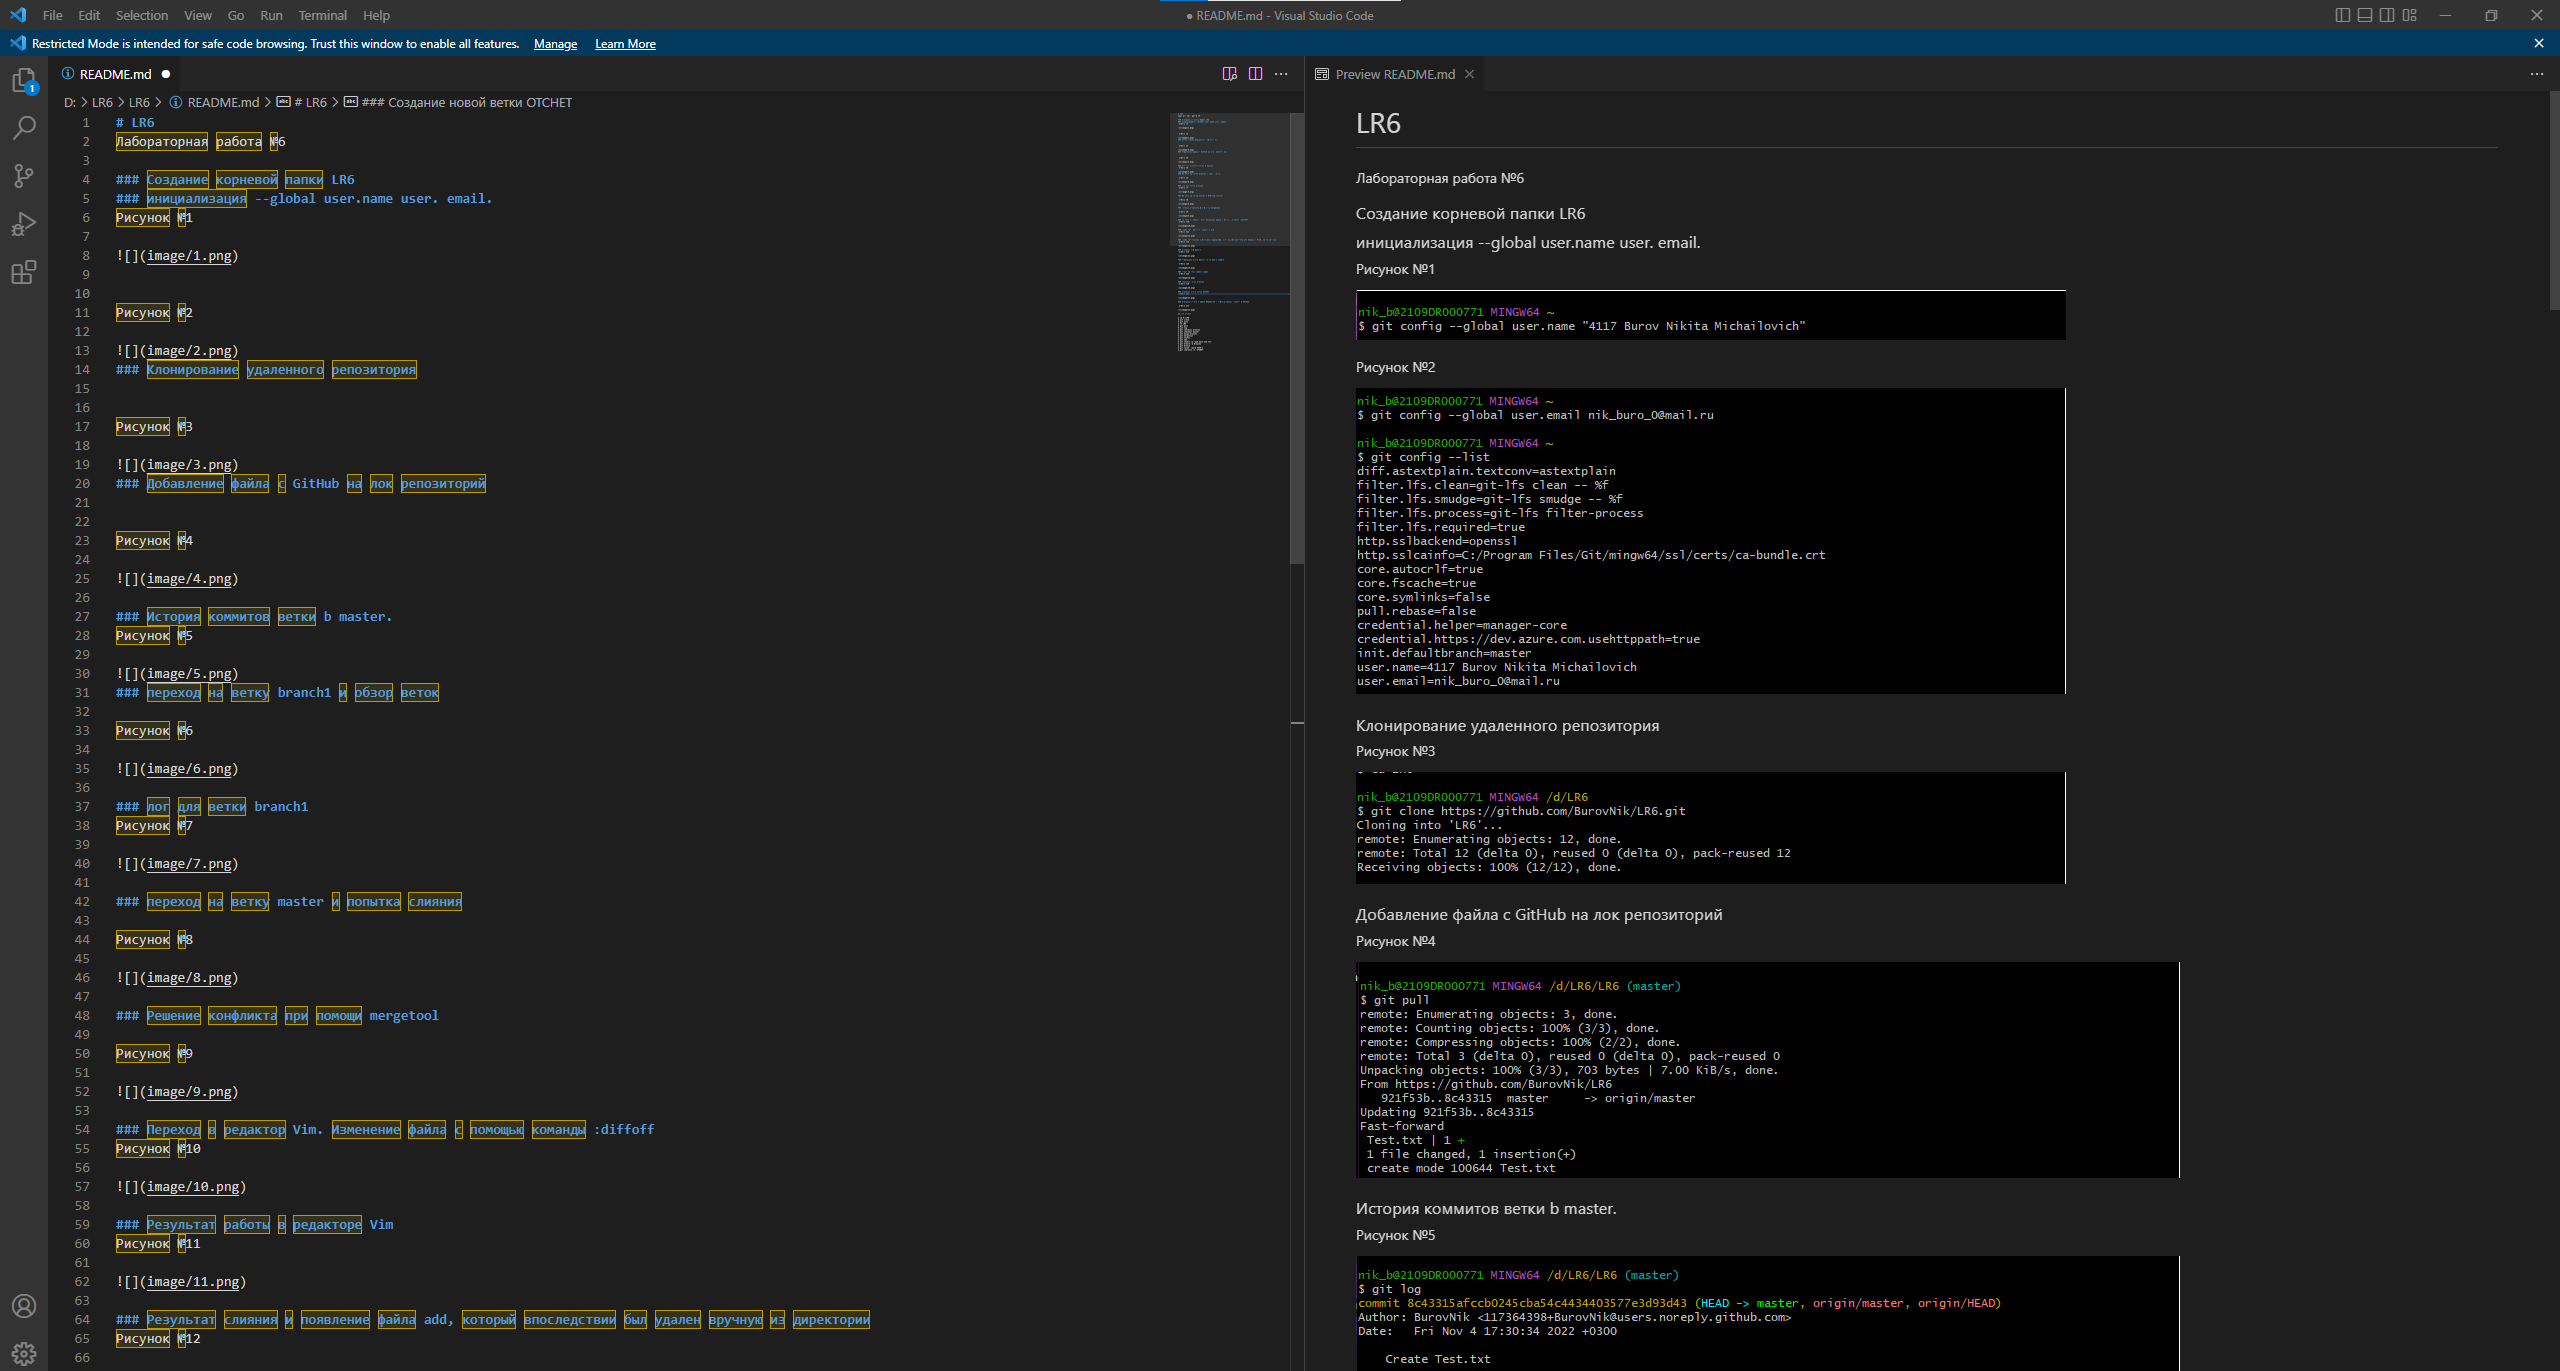 File Edit Selection View Go Run Terminal Help
● README.md - Visual Studio Code
Restricted Mode is intended for safe code browsing. Trust this window to enable all features. Manage Learn More
README.md
D: > LR6 > LR6 > README.md > # LR6 > ### Создание новой ветки OTCHET
1 # LR6
2 Лабораторная работа №6
3
4 ### Создание корневой папки LR6
5 ### инициализация --global user.name user. email.
6 Рисунок №1
7
8 ![](image/1.png)
9
10
11 Рисунок №2
12
13 ![](image/2.png)
14 ### Клонирование удаленного репозитория
15
16
17 Рисунок №3
18
19 ![](image/3.png)
20 ### Добавление файла с GitHub на лок репозиторий
21
22
23 Рисунок №4
24
25 ![](image/4.png)
26
27 ### История коммитов ветки b master.
28 Рисунок №5
29
30 ![](image/5.png)
31 ### переход на ветку branch1 и обзор веток
32
33 Рисунок №6
34
35 ![](image/6.png)
36
37 ### лог для ветки branch1
38 Рисунок №7
39
40 ![](image/7.png)
41
42 ### переход на ветку master и попытка слияния
43
44 Рисунок №8
45
46 ![](image/8.png)
47
48 ### Решение конфликта при помощи mergetool
49
50 Рисунок №9
51
52 ![](image/9.png)
53
54 ### Переход в редактор Vim. Изменение файла с помощью команды :diffoff
55 Рисунок №10
56
57 ![](image/10.png)
58
59 ### Результат работы в редакторе Vim
60 Рисунок №11
61
62 ![](image/11.png)
63
64 ### Результат слияния и появление файла add, который впоследствии был удален вручную из директории
65 Рисунок №12
66
1
Preview README.md
LR6
Лабораторная работа №6
Создание корневой папки LR6
инициализация --global user.name user. email.
Рисунок №1
nik_b@2109DR000771 MINGW64 ~
$ git config --global user.name "4117 Burov Nikita Michailovich"
Рисунок №2
nik_b@2109DR000771 MINGW64 ~
$ git config --global user.email nik_buro_0@mail.ru
nik_b@2109DR000771 MINGW64 ~
$ git config --list
diff.astextplain.textconv=astextplain
filter.lfs.clean=git-lfs clean -- %f
filter.lfs.smudge=git-lfs smudge -- %f
filter.lfs.process=git-lfs filter-process
filter.lfs.required=true
http.sslbackend=openssl
http.sslcainfo=C:/Program Files/Git/mingw64/ssl/certs/ca-bundle.crt
core.autocrlf=true
core.fscache=true
core.symlinks=false
pull.rebase=false
credential.helper=manager-core
credential.https://dev.azure.com.usehttppath=true
init.defaultbranch=master
user.name=4117 Burov Nikita Michailovich
user.email=nik_buro_0@mail.ru
Клонирование удаленного репозитория
Рисунок №3
nik_b@2109DR000771 MINGW64 /d/LR6
$ git clone https://github.com/BurovNik/LR6.git
Cloning into 'LR6'...
remote: Enumerating objects: 12, done.
remote: Total 12 (delta 0), reused 0 (delta 0), pack-reused 12
Receiving objects: 100% (12/12), done.
Добавление файла с GitHub на лок репозиторий
Рисунок №4
nik_b@2109DR000771 MINGW64 /d/LR6/LR6 (master)
$ git pull
remote: Enumerating objects: 3, done.
remote: Counting objects: 100% (3/3), done.
remote: Compressing objects: 100% (2/2), done.
remote: Total 3 (delta 0), reused 0 (delta 0), pack-reused 0
Unpacking objects: 100% (3/3), 703 bytes | 7.00 KiB/s, done.
From https://github.com/BurovNik/LR6
921f53b..8c43315 master -> origin/master
Updating 921f53b..8c43315
Fast-forward
Test.txt | 1 +
1 file changed, 1 insertion(+)
create mode 100644 Test.txt
История коммитов ветки b master.
Рисунок №5
nik_b@2109DR000771 MINGW64 /d/LR6/LR6 (master)
$ git log
commit 8c43315afccb0245cba54c4434403577e3d93d43 (HEAD -> master, origin/master, origin/HEAD)
Author: BurovNik <117364398+BurovNik@users.noreply.github.com>
Date: Fri Nov 4 17:30:34 2022 +0300
Create Test.txt